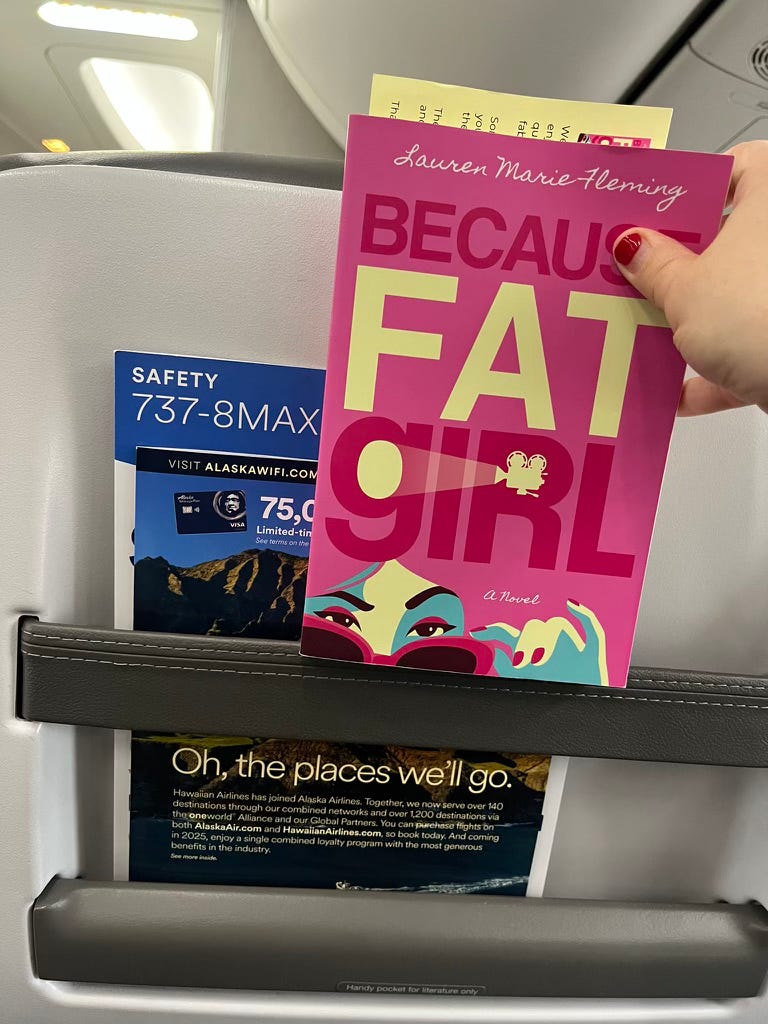 Lauren Marie Fleming
BECAUSE
FAT
giRL
A Novel
SAFETY
737-8MAX
VISIT ALASKAWIFI.COM
VISA
75,0
Limited-tim
See terms on the
Oh, the places we'll go.
Hawaiian Airlines has joined Alaska Airlines. Together, we now serve over 140
destinations through our combined networks and over 1,200 destinations via
the oneworld® Alliance and our Global Partners. You can purchase flights on
both AlaskaAir.com and HawaiianAirlines.com, so book today. And coming
in 2025, enjoy a single combined loyalty program with the most generous
benefits in the industry.
See more inside.
Handy pocket for literature only